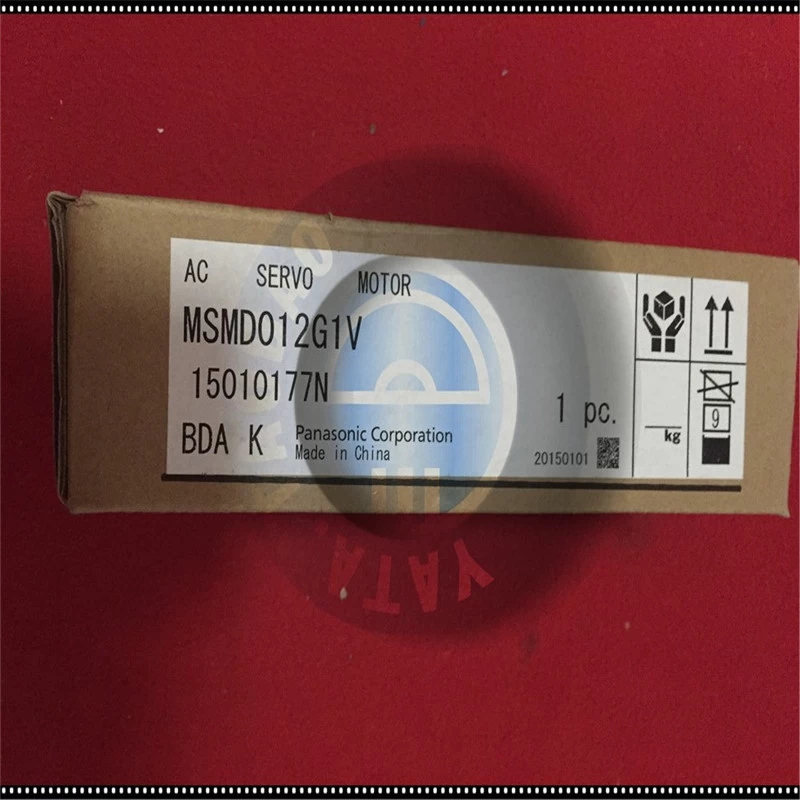 AC SERVO MOTOR
MSMD012G1V
15010177N
1 pc.
BDA K
Panasonic Corporation
Made in China
20150101
kg
9
YATA